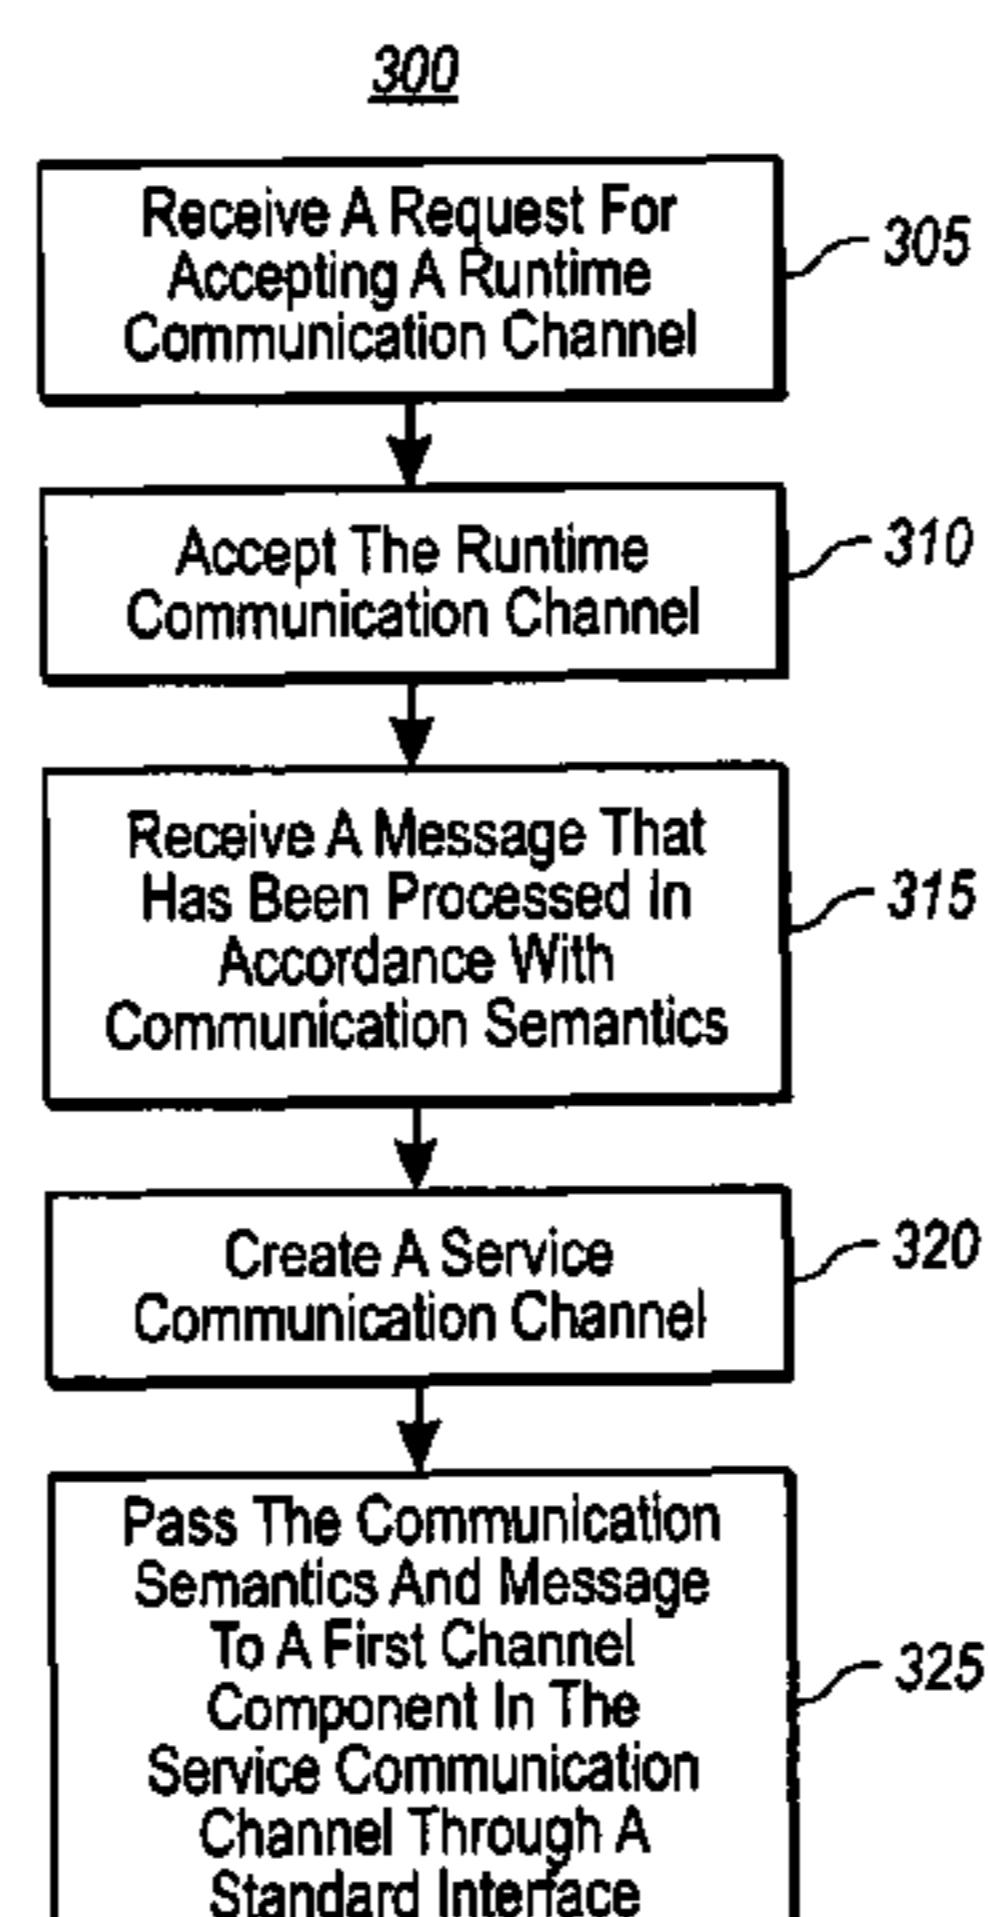 300
Receive A Request For
Accepting A Runtime
Communication Channel
305
Accept The Runtime
Communication Channel
310
Receive A Message That
Has Been Processed In
Accordance With
Communication Semantics
315
Create A Service
Communication Channel
320
Pass The Communication
Semantics And Message
To A First Channel
Component In The
Service Communication
Channel Through A
Standard Interface
325